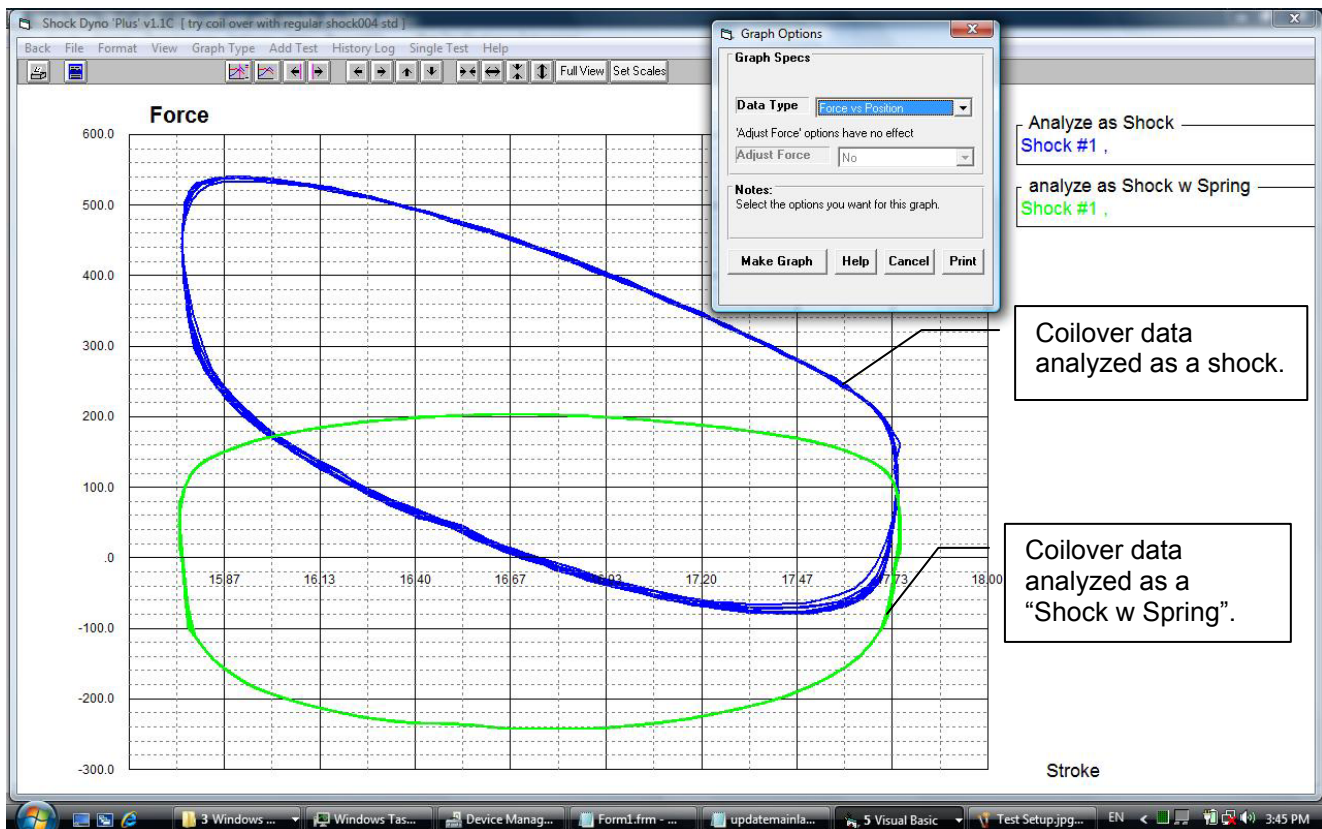 Shock Dyno 'Plus' v1.1C [ try coil over with regular shock004 std ]
Back File Format View Graph Type Add Test History Log Single Test Help
Full View Set Scales
Force
600.0
500.0
400.0
300.0
200.0
100.0
.0
-100.0
-200.0
-300.0
15.87 16.13 16.40 16.67 16.93 17.20 17.47 17.73 18.00
Stroke
Graph Options
Graph Specs
Data Type Force vs Position
'Adjust Force' options have no effect
Adjust Force No
Notes:
Select the options you want for this graph.
Make Graph Help Cancel Print
Analyze as Shock
Shock #1 ,
analyze as Shock w Spring
Shock #1 ,
Coilover data
analyzed as a shock.
Coilover data
analyzed as a
“Shock w Spring”.
3 Windows ... Windows Tas... Device Manag... Form1.frm - ... updatemainla... 5 Visual Basic Test Setup.jpg... EN < 3:45 PM